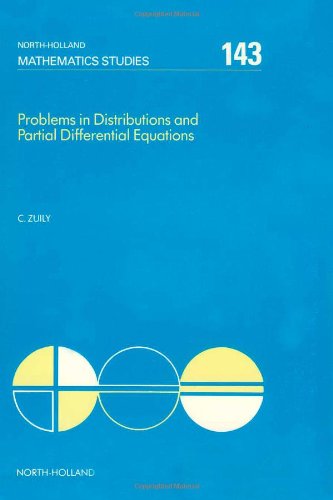 NORTH-HOLLAND
MATHEMATICS STUDIES 143
Problems in Distributions and
Partial Differential Equations
C. ZUILY
NORTH-HOLLAND